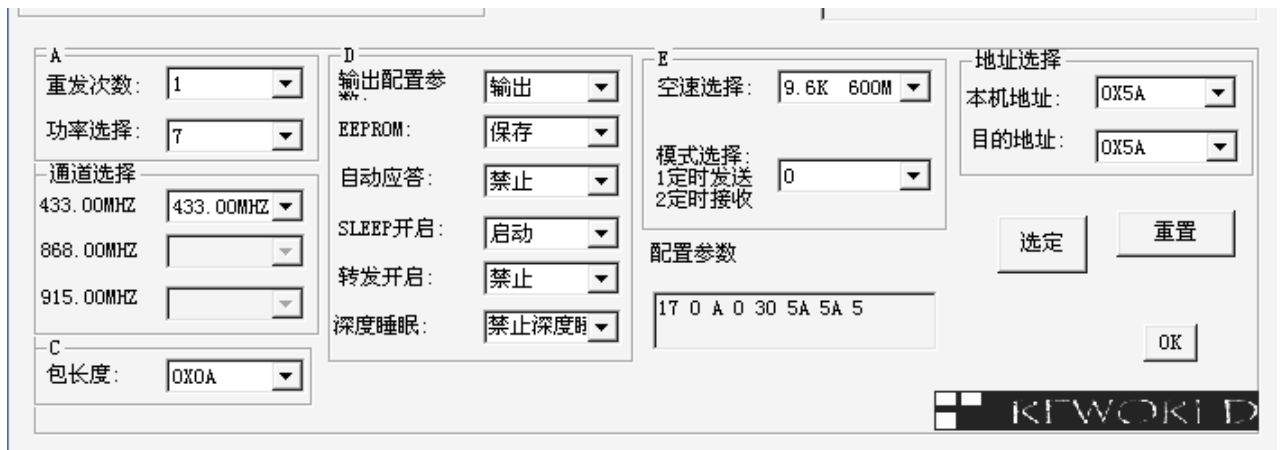 A
重发次数: 1
功率选择: 7
通道选择
433.00MHZ 433.00MHZ
868.00MHZ
915.00MHZ
C
包长度: 0X0A
D
输出配置参数: 输出
EEPROM: 保存
自动应答: 禁止
SLEEP开启: 启动
转发开启: 禁止
深度睡眠: 禁止深度
E
空速选择: 9.6K 600M
模式选择:
1定时发送 0
2定时接收
配置参数
17 0 A 0 30 5A 5A 5
地址选择
本机地址: 0X5A
目的地址: 0X5A
选定 重置
OK